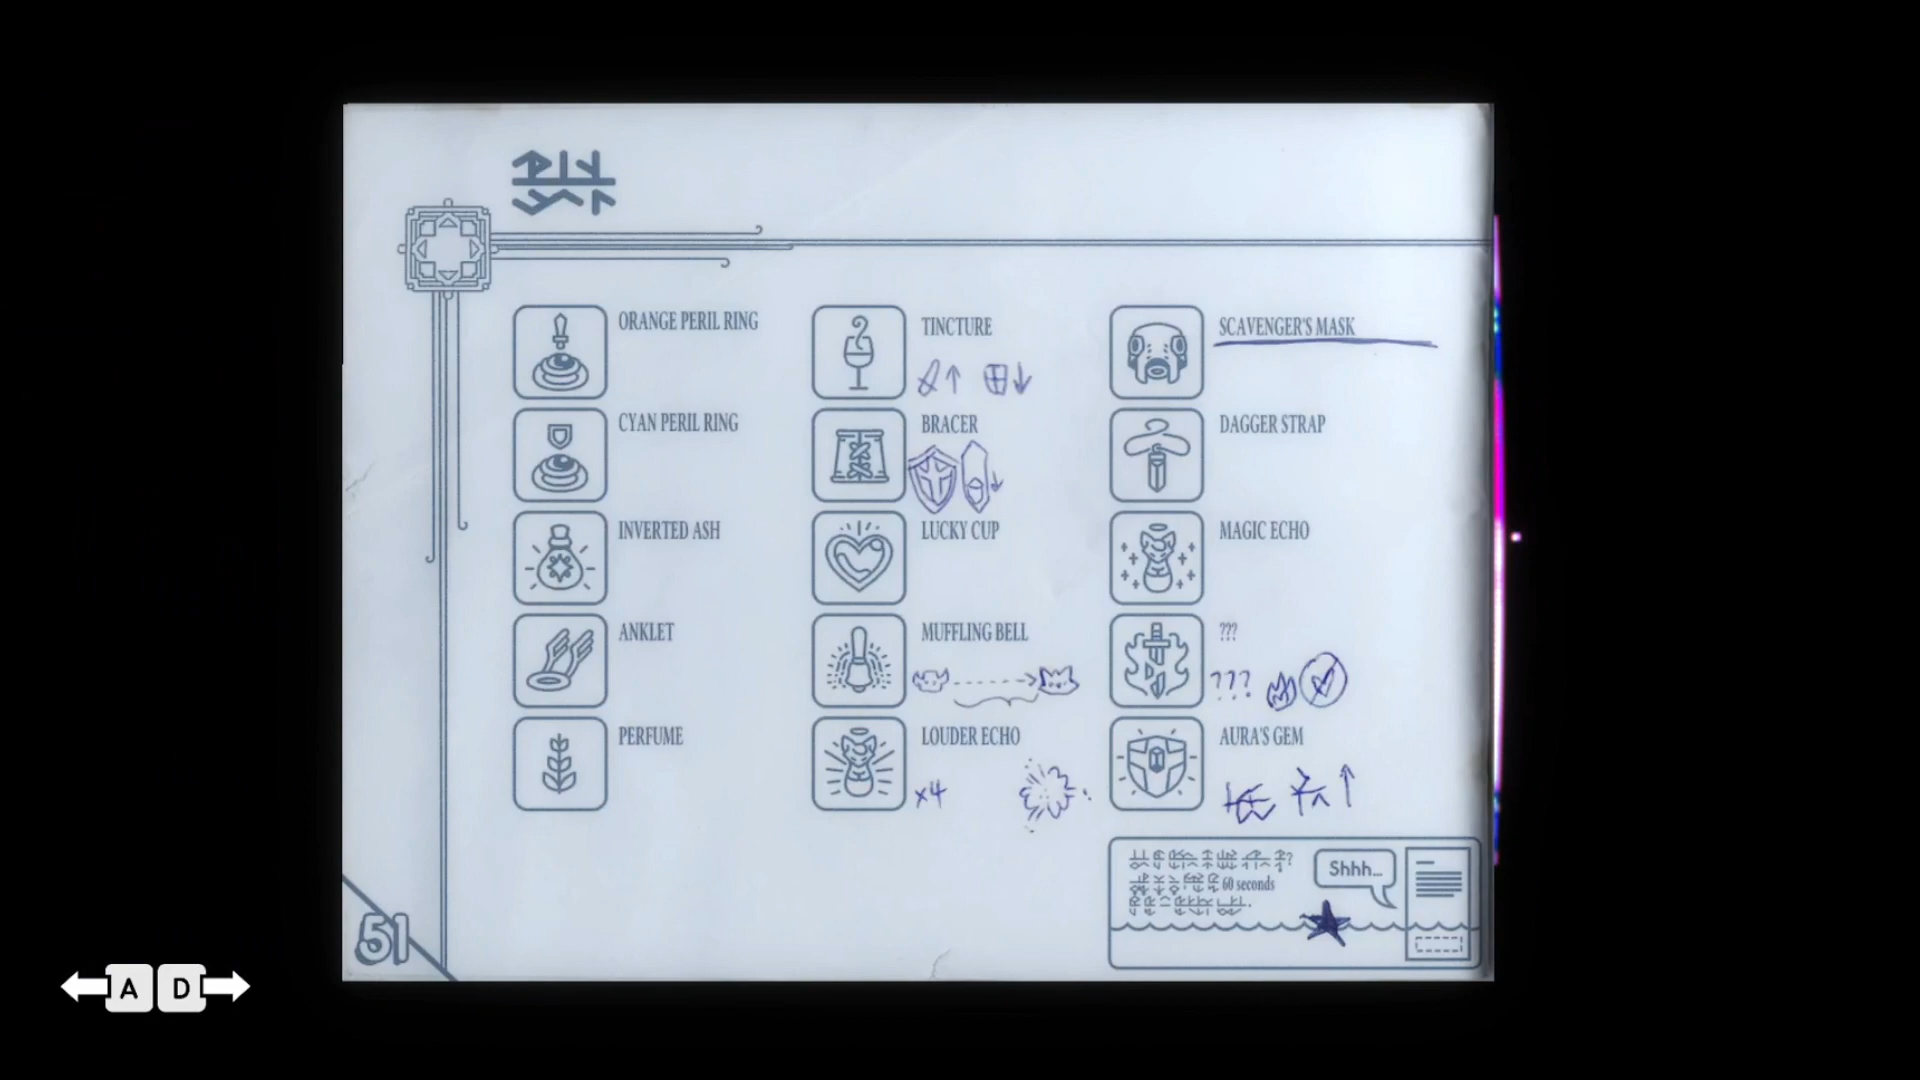 ORANGE PERIL RING
CYAN PERIL RING
INVERTED ASH
ANKLET
PERFUME
TINCTURE
BRACER
LUCKY CUP
MUFFLING BELL
LOUDER ECHO
x4
SCAVENGER'S MASK
DAGGER STRAP
MAGIC ECHO
???
???
AURA'S GEM
60 seconds
Shhh...
51
A D